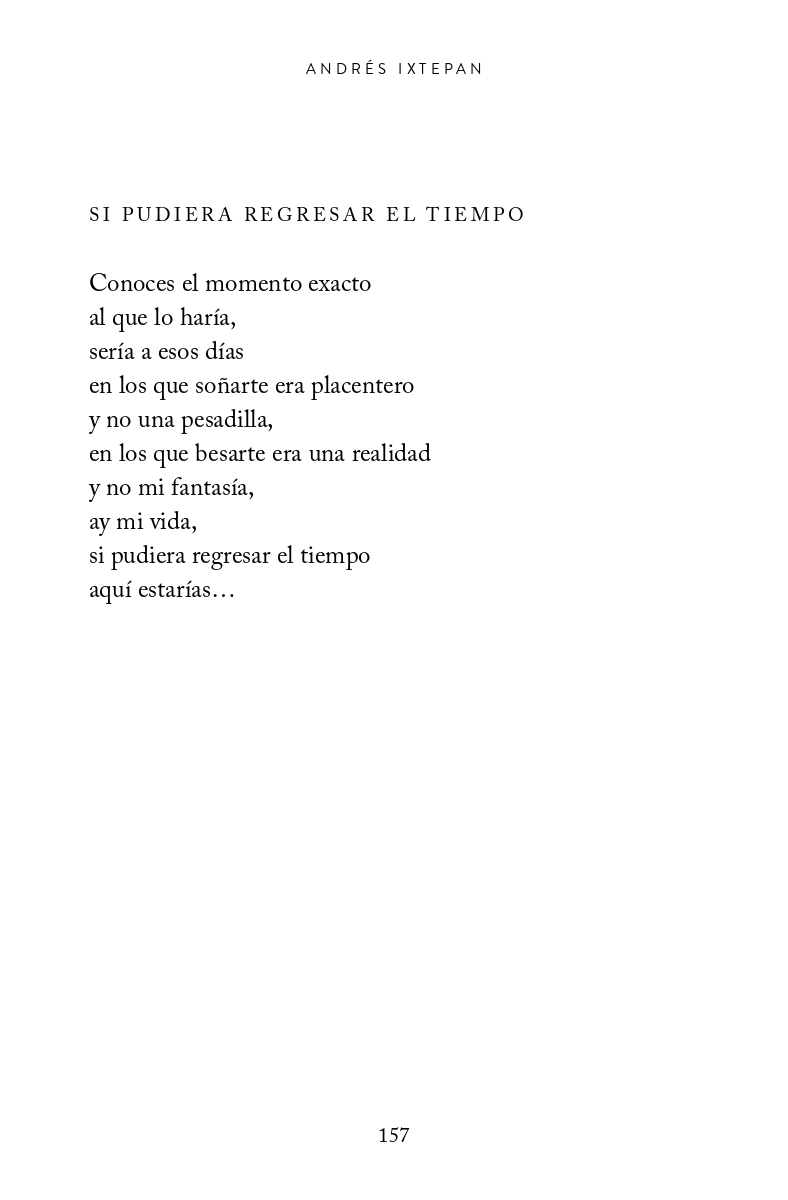 ANDRÉS IXTEPAN
SI PUDIERA REGRESAR EL TIEMPO
Conoces el momento exacto
al que lo haría,
sería a esos días
en los que soñarte era placentero
y no una pesadilla,
en los que besarte era una realidad
y no mi fantasía,
ay mi vida,
si pudiera regresar el tiempo
aquí estarías…
157